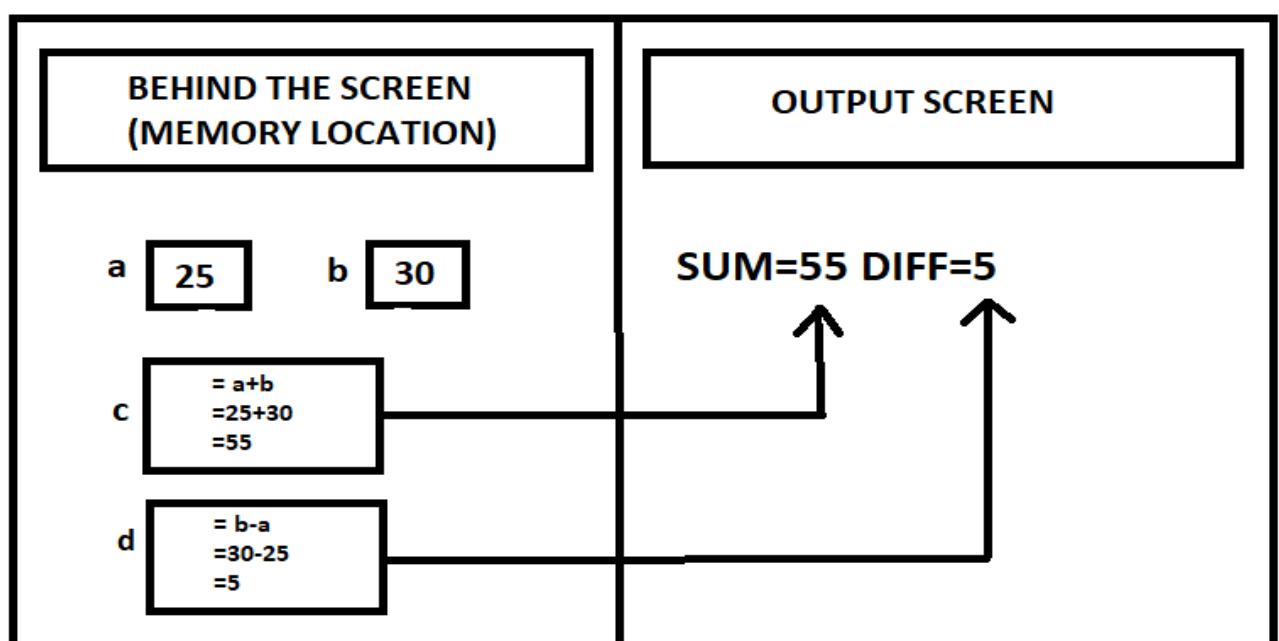 BEHIND THE SCREEN
(MEMORY LOCATION)
OUTPUT SCREEN
a 25 b 30
SUM=55 DIFF=5
c
= a+b
=25+30
=55
d
= b-a
=30-25
=5